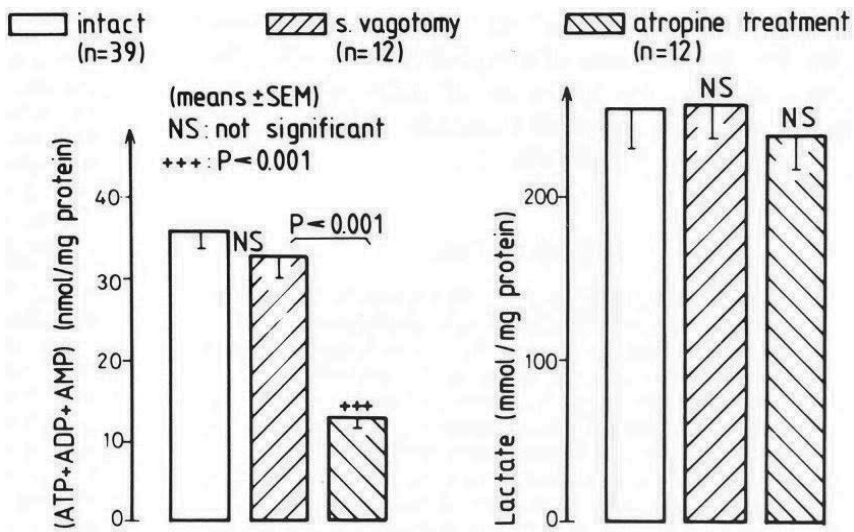 intact
(n=39)
s. vagotomy
(n=12)
atropine treatment
(n=12)
(means ±SEM)
NS: not significant
+++: P<0.001
(ATP+ADP+AMP) (nmol/mg protein)
40
30
20
10
0
NS
P<0.001
+++
Lactate (mmol/mg protein)
200
100
0
NS
NS